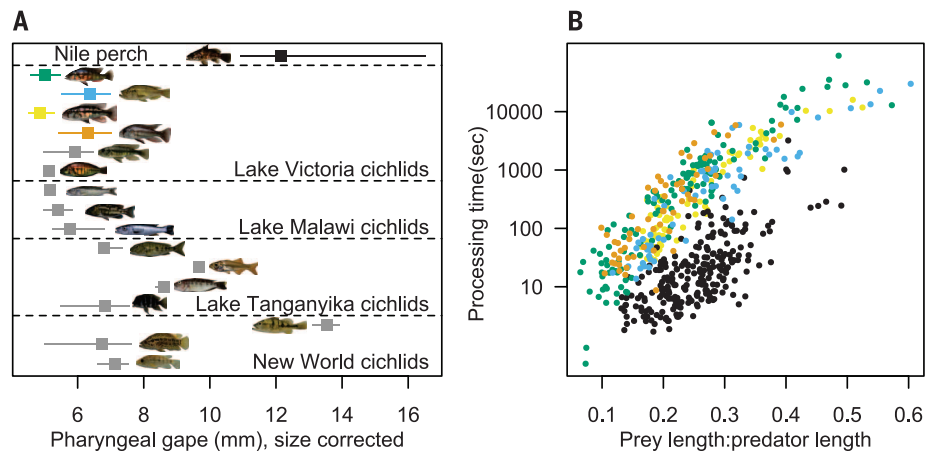 A
Nile perch
Lake Victoria cichlids
Lake Malawi cichlids
Lake Tanganyika cichlids
New World cichlids
6 8 10 12 14 16
Pharyngeal gape (mm), size corrected
B
Processing time(sec)
10000
1000
100
10
0.1 0.2 0.3 0.4 0.5 0.6
Prey length:predator length